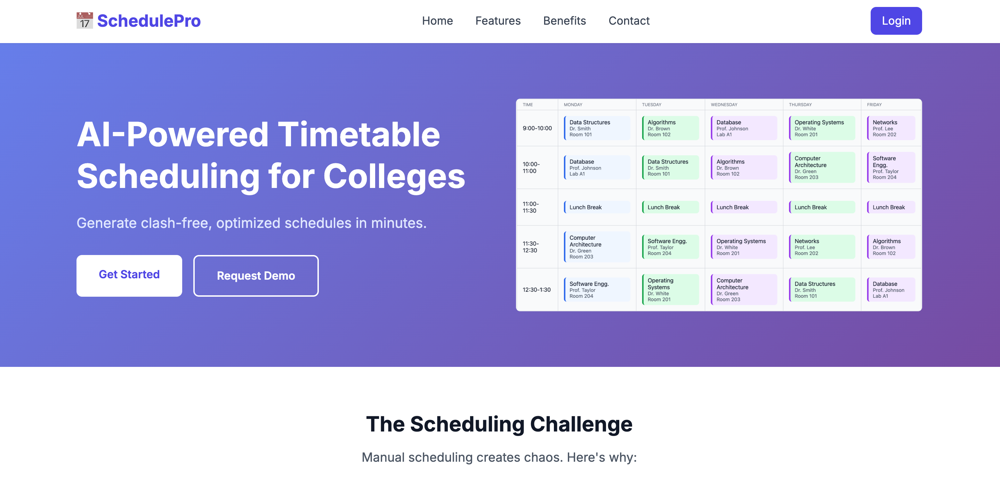 JUL
17
SchedulePro
Home
Features
Benefits
Contact
Login
AI-Powered Timetable
Scheduling for Colleges
Generate clash-free, optimized schedules in minutes.
Get Started
Request Demo
TIME
MONDAY
TUESDAY
WEDNESDAY
THURSDAY
FRIDAY
9:00-10:00
Data Structures
Dr. Smith
Room 101
Algorithms
Dr. Brown
Room 102
Database
Prof. Johnson
Lab A1
Operating Systems
Dr. White
Room 201
Networks
Prof. Lee
Room 202
10:00-
11:00
Database
Prof. Johnson
Lab A1
Data Structures
Dr. Smith
Room 101
Algorithms
Dr. Brown
Room 102
Computer
Architecture
Dr. Green
Room 203
Software
Engg.
Prof. Taylor
Room 204
11:00-
11:30
Lunch Break
Lunch Break
Lunch Break
Lunch Break
Lunch Break
11:30-
12:30
Computer
Architecture
Dr. Green
Room 203
Software Engg.
Prof. Taylor
Room 204
Operating Systems
Dr. White
Room 201
Networks
Prof. Lee
Room 202
Algorithms
Dr. Brown
Room 102
12:30-1:30
Software Engg.
Prof. Taylor
Room 204
Operating
Systems
Dr. White
Room 201
Computer
Architecture
Dr. Green
Room 203
Data Structures
Dr. Smith
Room 101
Database
Prof. Johnson
Lab A1
The Scheduling Challenge
Manual scheduling creates chaos. Here's why: